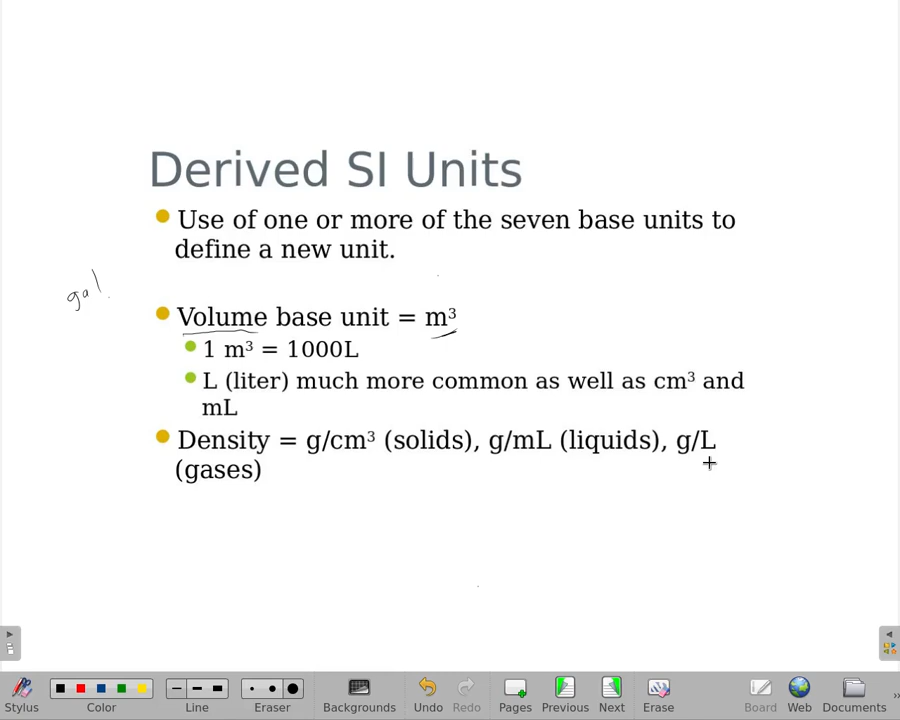 Derived SI Units
Use of one or more of the seven base units to
define a new unit.
gal.
Volume base unit = m³
1 m³ = 1000L
L (liter) much more common as well as cm³ and
mL
Density = g/cm³ (solids), g/mL (liquids), g/L
(gases)
Stylus
Color
Line
Eraser
Backgrounds
Undo
Redo
Pages
Previous
Next
Erase
Board
Web
Documents